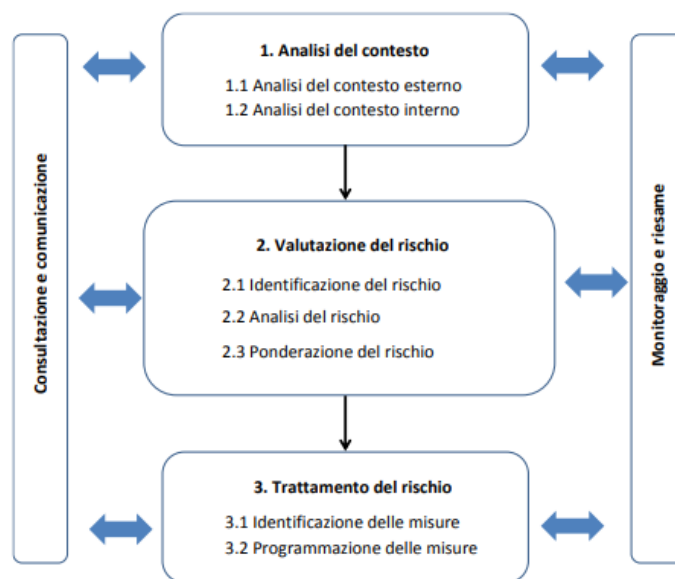 Consultazione e comunicazione
1. Analisi del contesto
1.1 Analisi del contesto esterno
1.2 Analisi del contesto interno
2. Valutazione del rischio
2.1 Identificazione del rischio
2.2 Analisi del rischio
2.3 Ponderazione del rischio
3. Trattamento del rischio
3.1 Identificazione delle misure
3.2 Programmazione delle misure
Monitoraggio e riesame